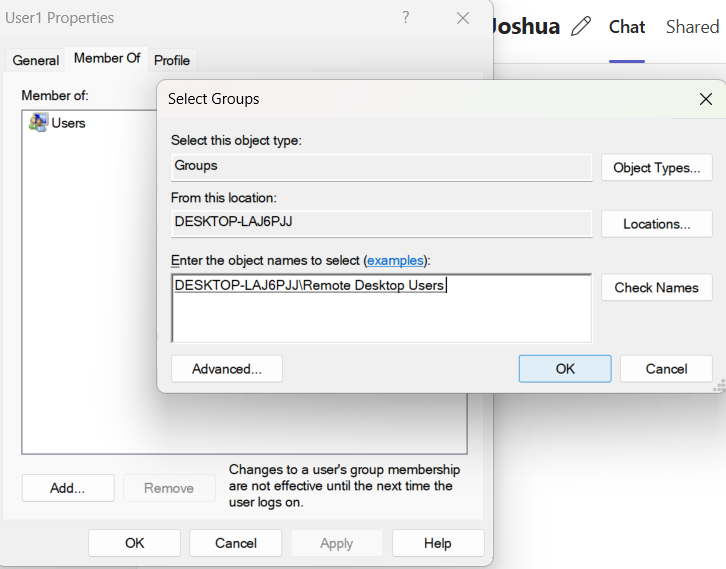 User1 Properties
?
Joshua
Chat
Shared
General
Member Of
Profile
Member of:
Users
Select Groups
Select this object type:
Groups
Object Types...
From this location:
DESKTOP-LAJ6PJJ
Locations...
Enter the object names to select (examples):
DESKTOP-LAJ6PJJ\Remote Desktop Users
Check Names
Advanced...
OK
Cancel
Add...
Remove
Changes to a user's group membership
are not effective until the next time the
user logs on.
OK
Cancel
Apply
Help